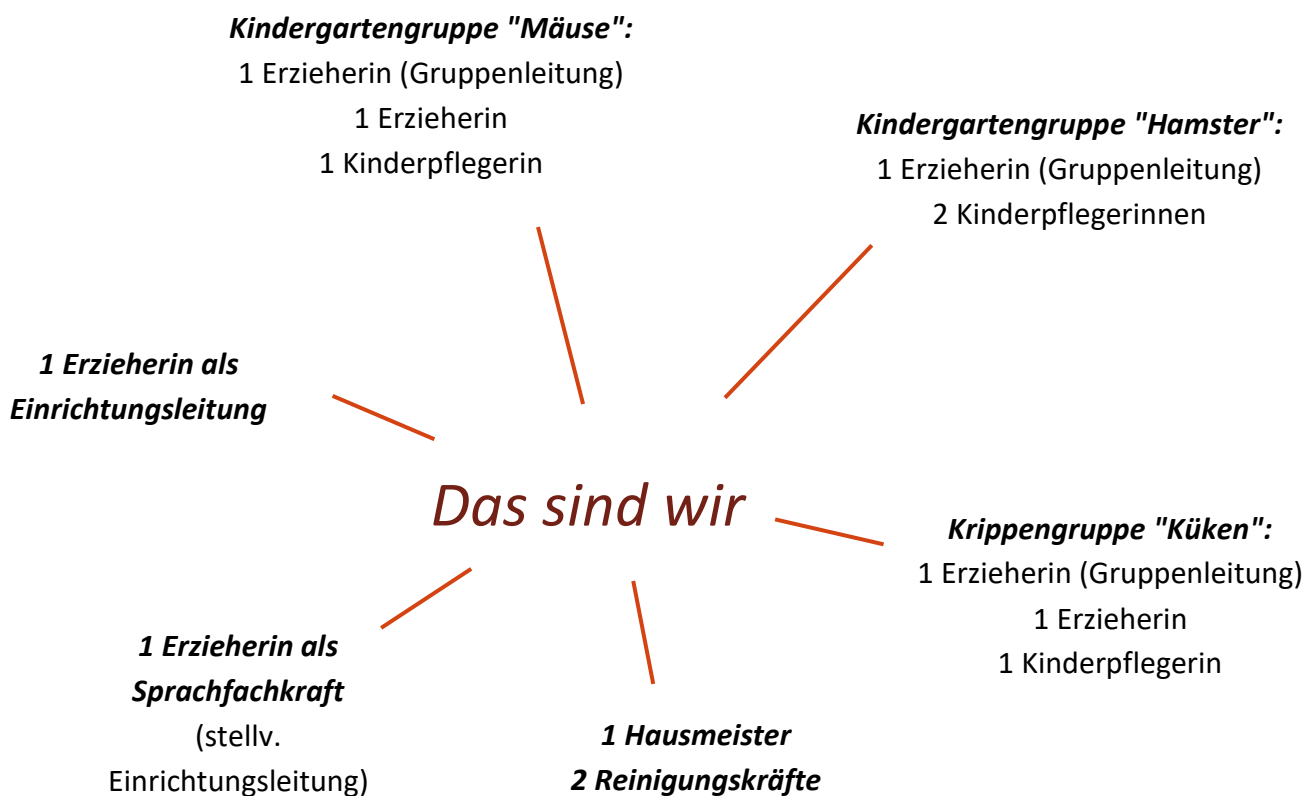 Kindergartengruppe "Mäuse":
1 Erzieherin (Gruppenleitung)
1 Erzieherin
1 Kinderpflegerin
Kindergartengruppe "Hamster":
1 Erzieherin (Gruppenleitung)
2 Kinderpflegerinnen
1 Erzieherin als
Einrichtungsleitung
Das sind wir
Krippengruppe "Küken":
1 Erzieherin (Gruppenleitung)
1 Erzieherin
1 Kinderpflegerin
1 Erzieherin als
Sprachfachkraft
(stellv.
Einrichtungsleitung)
1 Hausmeister
2 Reinigungskräfte